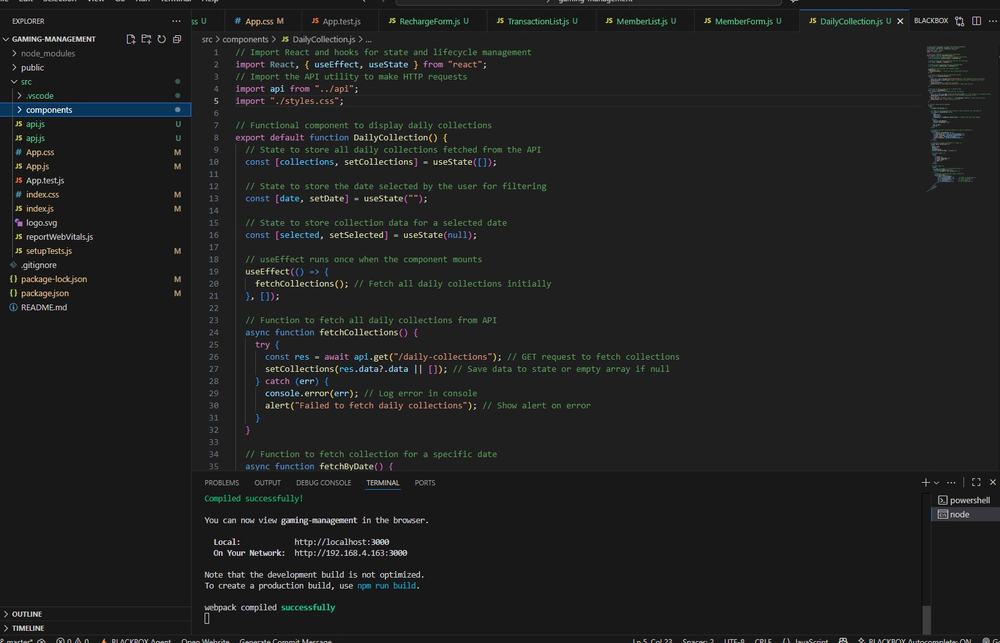 gaming-management
EXPLORER
ss U
# App.css M
JS App.test.js
JS RechargeForm.js U
JS TransactionList.js U
JS MemberList.js U
JS MemberForm.js U
JS DailyCollection.js U
BLACKBOX
GAMING-MANAGEMENT
node_modules
public
src
.vscode
components
JS api.js U
JS apj.js U
# App.css M
JS App.js M
JS App.test.js
# index.css M
JS index.js M
logo.svg
JS reportWebVitals.js
JS setupTests.js M
.gitignore
{} package-lock.json M
{} package.json M
README.md
OUTLINE
TIMELINE
src > components > JS DailyCollection.js > ...
1 // Import React and hooks for state and lifecycle management
2 import React, { useEffect, useState } from "react";
3 // Import the API utility to make HTTP requests
4 import api from "../api";
5 import "./styles.css";
6
7 // Functional component to display daily collections
8 export default function DailyCollection() {
9 // State to store all daily collections fetched from the API
10 const [collections, setCollections] = useState([]);
11
12 // State to store the date selected by the user for filtering
13 const [date, setDate] = useState("");
14
15 // State to store collection data for a selected date
16 const [selected, setSelected] = useState(null);
17
18 // useEffect runs once when the component mounts
19 useEffect(() => {
20 fetchCollections(); // Fetch all daily collections initially
21 }, []);
22
23 // Function to fetch all daily collections from API
24 async function fetchCollections() {
25 try {
26 const res = await api.get("/daily-collections"); // GET request to fetch collections
27 setCollections(res.data?.data || []); // Save data to state or empty array if null
28 } catch (err) {
29 console.error(err); // Log error in console
30 alert("Failed to fetch daily collections"); // Show alert on error
31 }
32 }
33
34 // Function to fetch collection for a specific date
35 async function fetchByDate() {
PROBLEMS OUTPUT DEBUG CONSOLE TERMINAL PORTS
Compiled successfully!
You can now view gaming-management in the browser.
Local: http://localhost:3000
On Your Network: http://192.168.4.163:3000
Note that the development build is not optimized.
To create a production build, use npm run build.
webpack compiled successfully
powershell
node
master* 0 0 BLACKBOX Agent Open Website Generate Commit Message Ln 5, Col 23 Spaces: 2 UTF-8 CRLF {} JavaScript BLACKBOX Autocomplete: ON Go